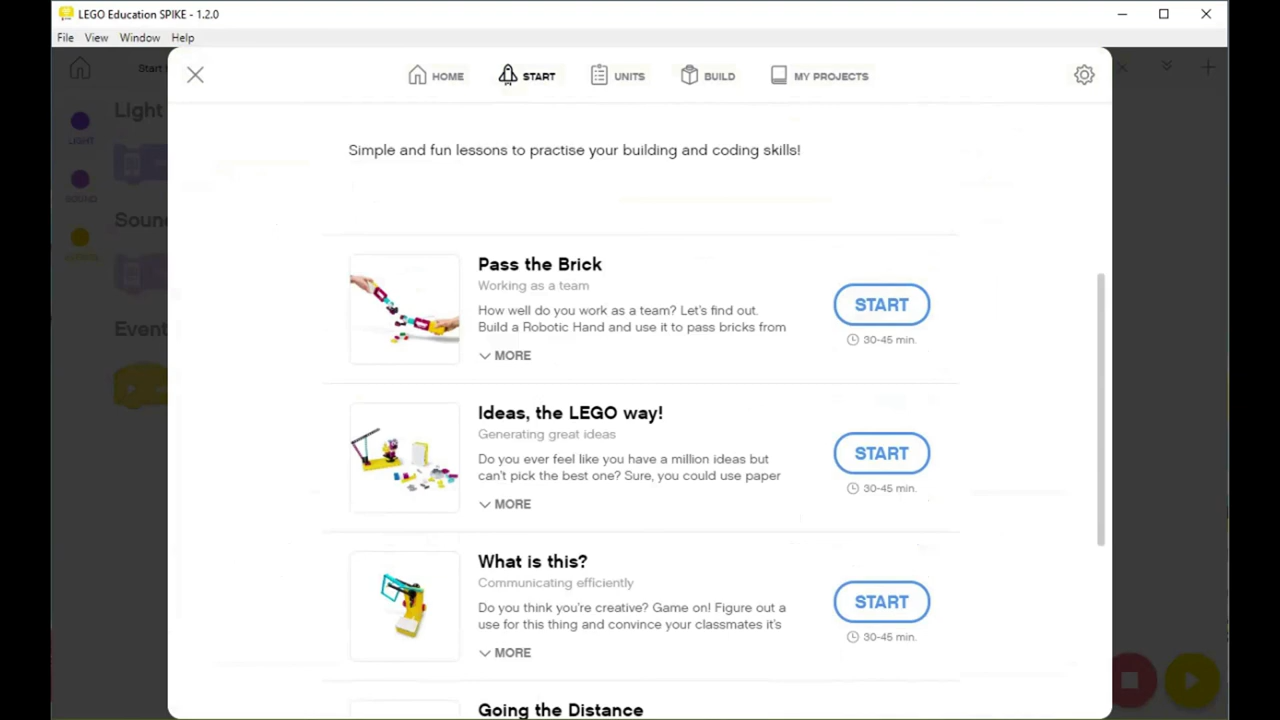 LEGO Education SPIKE - 1.2.0
File View Window Help
Start
HOME START UNITS BUILD MY PROJECTS
Light
LIGHT
SOUND
Sound
Event
Simple and fun lessons to practise your building and coding skills!
Pass the Brick
Working as a team
How well do you work as a team? Let's find out.
Build a Robotic Hand and use it to pass bricks from
MORE
START
30-45 min.
Ideas, the LEGO way!
Generating great ideas
Do you ever feel like you have a million ideas but
can't pick the best one? Sure, you could use paper
MORE
START
30-45 min.
What is this?
Communicating efficiently
Do you think you're creative? Game on! Figure out a
use for this thing and convince your classmates it's
MORE
START
30-45 min.
Going the Distance